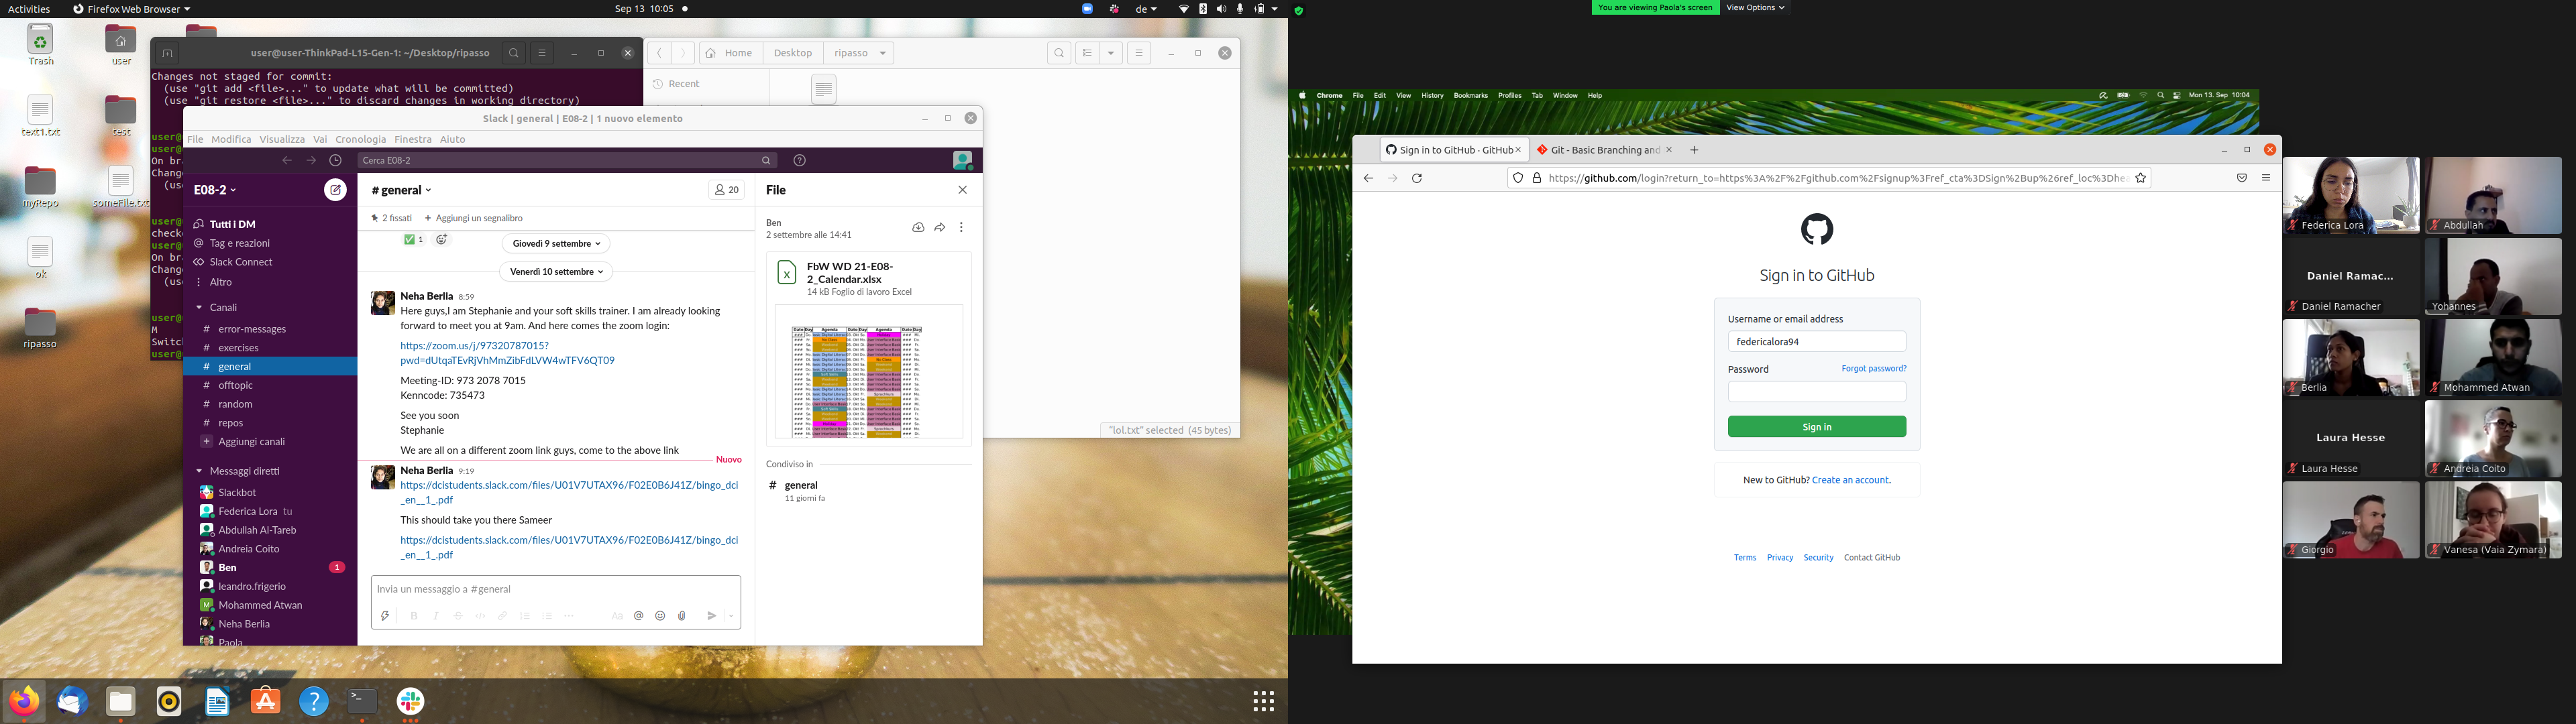 Activities
Firefox Web Browser
Sep 13 10:05
de
Trash
user
text1.txt
test
myRepo
someFile.txt
ok
ripasso
user@user-ThinkPad-L15-Gen-1: ~/Desktop/ripasso
Changes not staged for commit:
(use "git add <file>..." to update what will be committed)
(use "git restore <file>..." to discard changes in working directory)
Home
Desktop
ripasso
Recent
"lol.txt" selected (45 bytes)
Slack | general | E08-2 | 1 nuovo elemento
File Modifica Visualizza Vai Cronologia Finestra Aiuto
Cerca E08-2
E08-2
Tutti i DM
Tag e reazioni
Slack Connect
Altro
Canali
# error-messages
# exercises
# general
# offtopic
# random
# repos
+ Aggiungi canali
Messaggi diretti
Slackbot
Federica Lora tu
Abdullah Al-Tareb
Andreia Coito
Ben 1
leandro.frigerio
Mohammed Atwan
Neha Berlia
Paola
# general
20
2 fissati
+ Aggiungi un segnalibro
1
Giovedì 9 settembre
Venerdì 10 settembre
Neha Berlia 8:59
Here guys,I am Stephanie and your soft skills trainer. I am already looking
forward to meet you at 9am. And here comes the zoom login:
https://zoom.us/j/97320787015?
pwd=dUtqaTEvRjVhMmZibFdLVW4wTFV6QT09
Meeting-ID: 973 2078 7015
Kenncode: 735473
See you soon
Stephanie
We are all on a different zoom link guys, come to the above link
Nuovo
Neha Berlia 9:19
https://dcistudents.slack.com/files/U01V7UTAX96/F02E0B6J41Z/bingo_dci
_en__1_.pdf
This should take you there Sameer
https://dcistudents.slack.com/files/U01V7UTAX96/F02E0B6J41Z/bingo_dci
_en__1_.pdf
Invia un messaggio a #general
File
Ben
2 settembre alle 14:41
FbW WD 21-E08-
2_Calendar.xlsx
14 kB Foglio di lavoro Excel
Condiviso in
# general
11 giorni fa
You are viewing Paola's screen
View Options
Chrome File Edit View History Bookmarks Profiles Tab Window Help
Mon 13. Sep 10:04
Sign in to GitHub · GitHub
Git - Basic Branching and
https://github.com/login?return_to=https%3A%2F%2Fgithub.com%2Fsignup%3Fref_cta%3DSign%2Bup%26ref_loc%3Dhe
Sign in to GitHub
Username or email address
federicalora94
Password
Forgot password?
Sign in
New to GitHub? Create an account.
Terms Privacy Security Contact GitHub
Federica Lora
Abdullah
Daniel Ramac...
Daniel Ramacher
Yohannes
Berlia
Mohammed Atwan
Laura Hesse
Laura Hesse
Andreia Coito
Giorgio
Vanesa (Vaia Zymara)